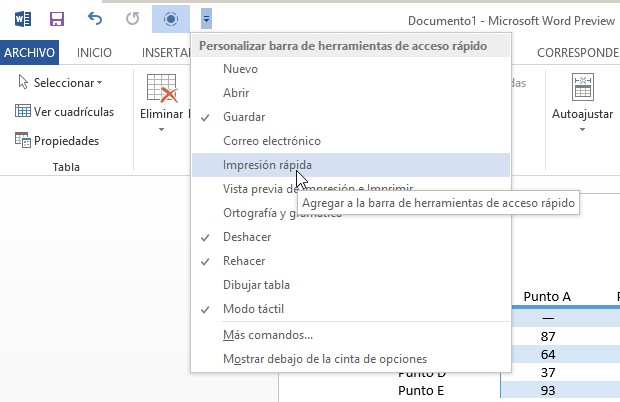 Documento1 - Microsoft Word Preview
ARCHIVO INICIO INSERTA CORRESPONDE
Personalizar barra de herramientas de acceso rápido
Nuevo
Abrir
Guardar
Correo electrónico
Impresión rápida
Vista previa de impresión e Imprimir
Agregar a la barra de herramientas de acceso rápido
Ortografía y gramática
Deshacer
Rehacer
Dibujar tabla
Modo táctil
Más comandos...
Mostrar debajo de la cinta de opciones
Seleccionar
Ver cuadrículas
Propiedades
Tabla
Eliminar
Autoajustar
Punto A
—
87
64
Punto D 37
Punto E 93